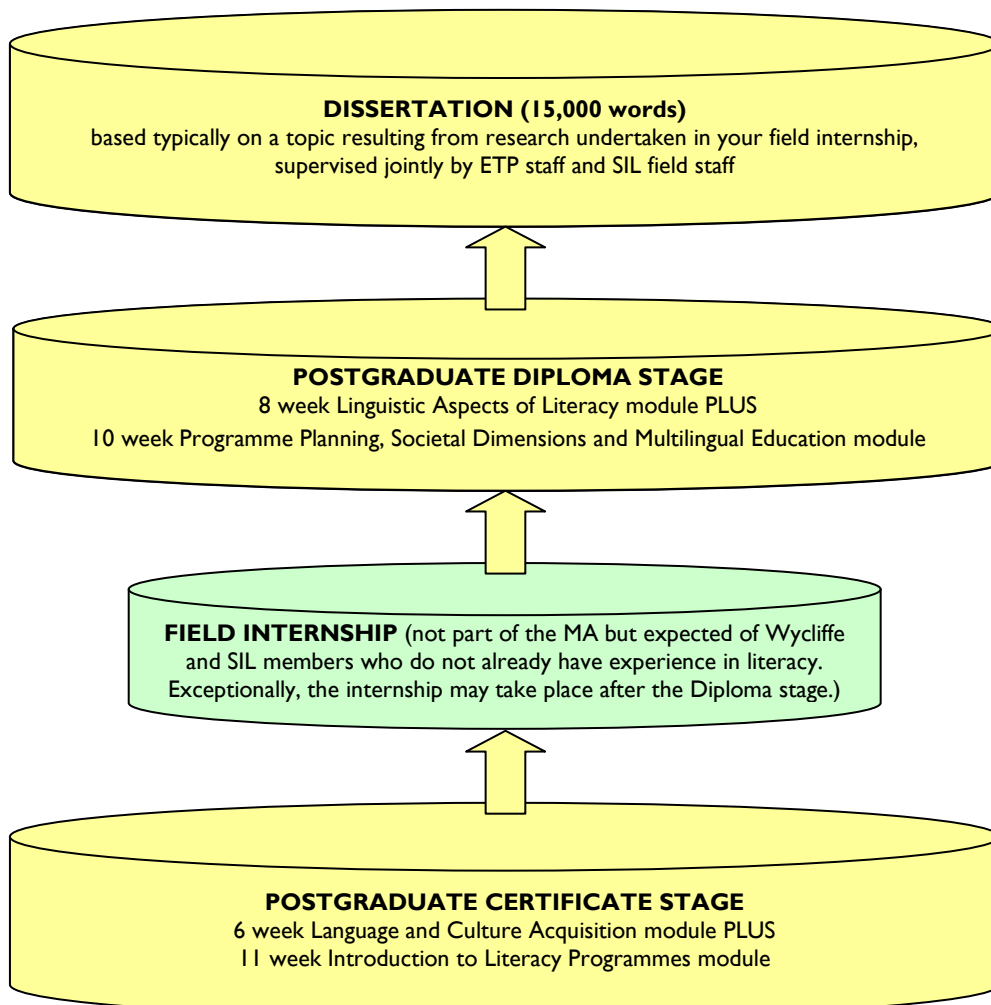 DISSERTATION (15,000 words)
based typically on a topic resulting from research undertaken in your field internship,
supervised jointly by ETP staff and SIL field staff
POSTGRADUATE DIPLOMA STAGE
8 week Linguistic Aspects of Literacy module PLUS
10 week Programme Planning, Societal Dimensions and Multilingual Education module
FIELD INTERNSHIP (not part of the MA but expected of Wycliffe
and SIL members who do not already have experience in literacy.
Exceptionally, the internship may take place after the Diploma stage.)
POSTGRADUATE CERTIFICATE STAGE
6 week Language and Culture Acquisition module PLUS
11 week Introduction to Literacy Programmes module